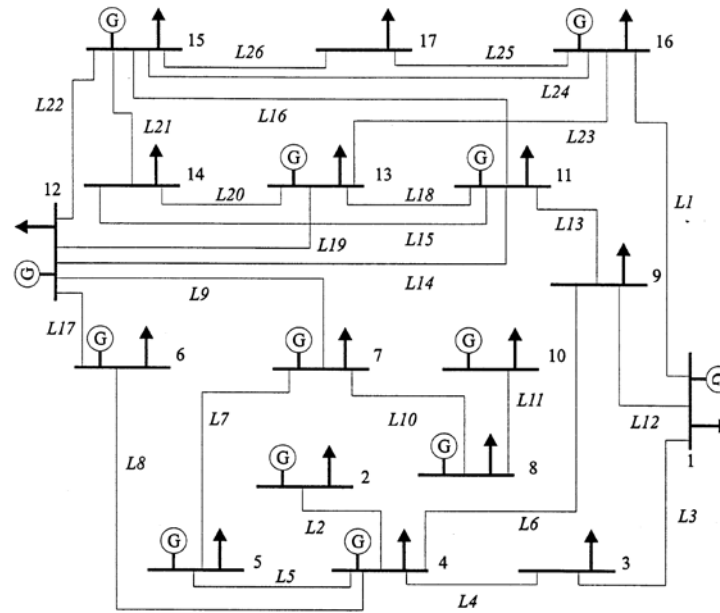 G 15 17 G 16
L26 L25
L24
L22 L16
L21 L23
12 14 G 13 G 11
L20 L18 L1
L13
L19 L15
G 9
L9 L14
L17
G 6 G 7 G 10
G
L7 L10 L11 L12
L8 G 8 1
G 2
L2 L6 L3
G 5 G 4 3
L5 L4